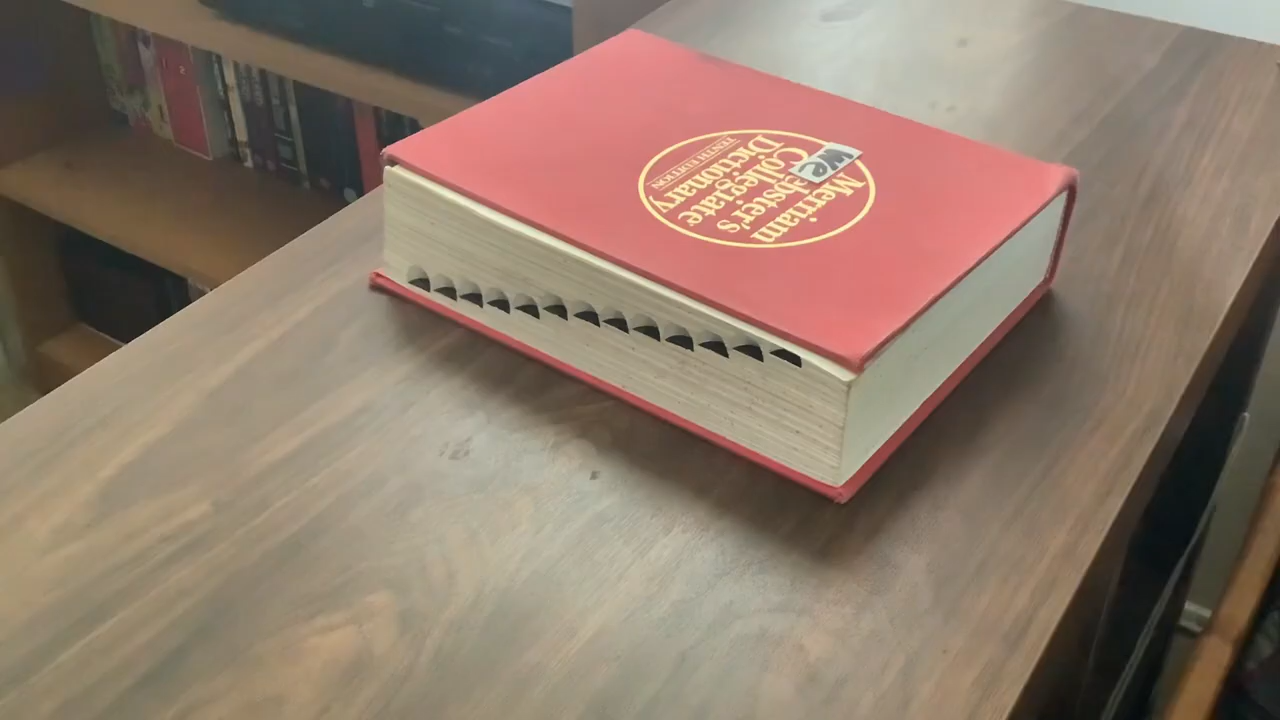 Merriam
Webster's
Collegiate
Dictionary
TENTH EDITION